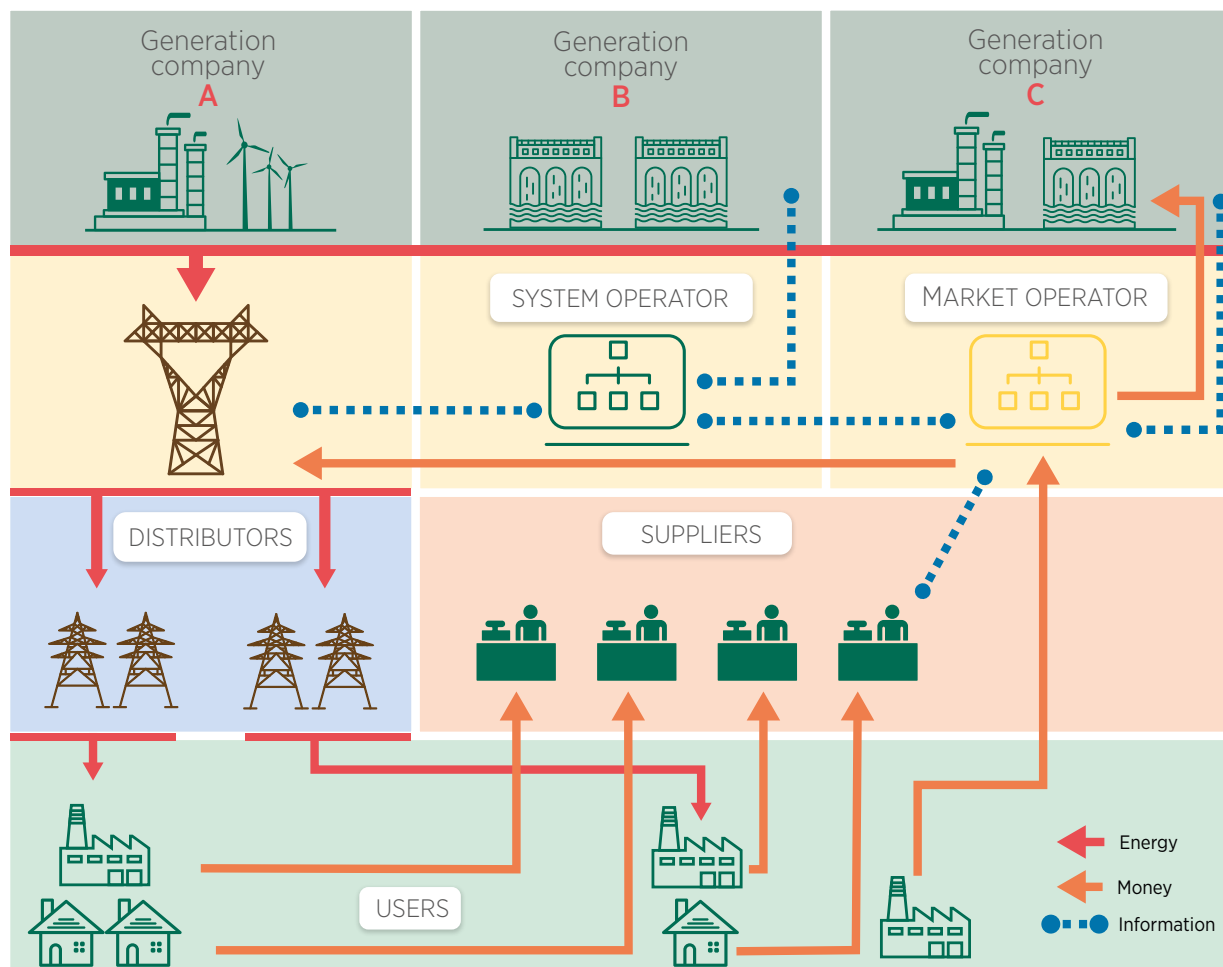 Generation
company
A
Generation
company
B
Generation
company
C
SYSTEM OPERATOR
MARKET OPERATOR
DISTRIBUTORS
SUPPLIERS
USERS
Energy
Money
Information